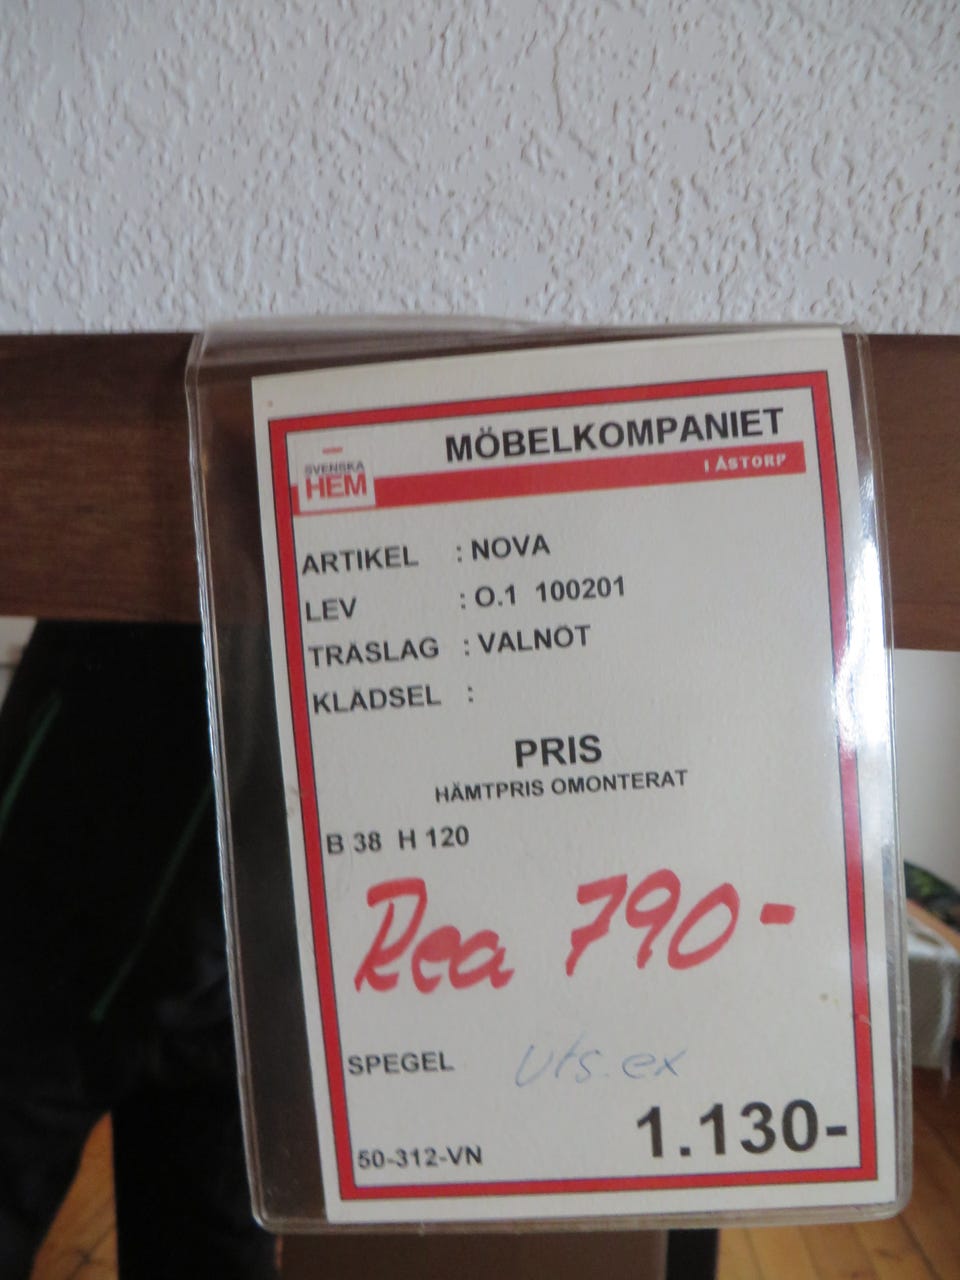 MÖBELKOMPANIET
SVENSKA
HEM
I ÅSTORP
ARTIKEL : NOVA
LEV : O.1 100201
TRÄSLAG : VALNÖT
KLÄDSEL :
PRIS
HÄMTPRIS OMONTERAT
B 38 H 120
Rea 790-
SPEGEL uts. ex
1.130-
50-312-VN